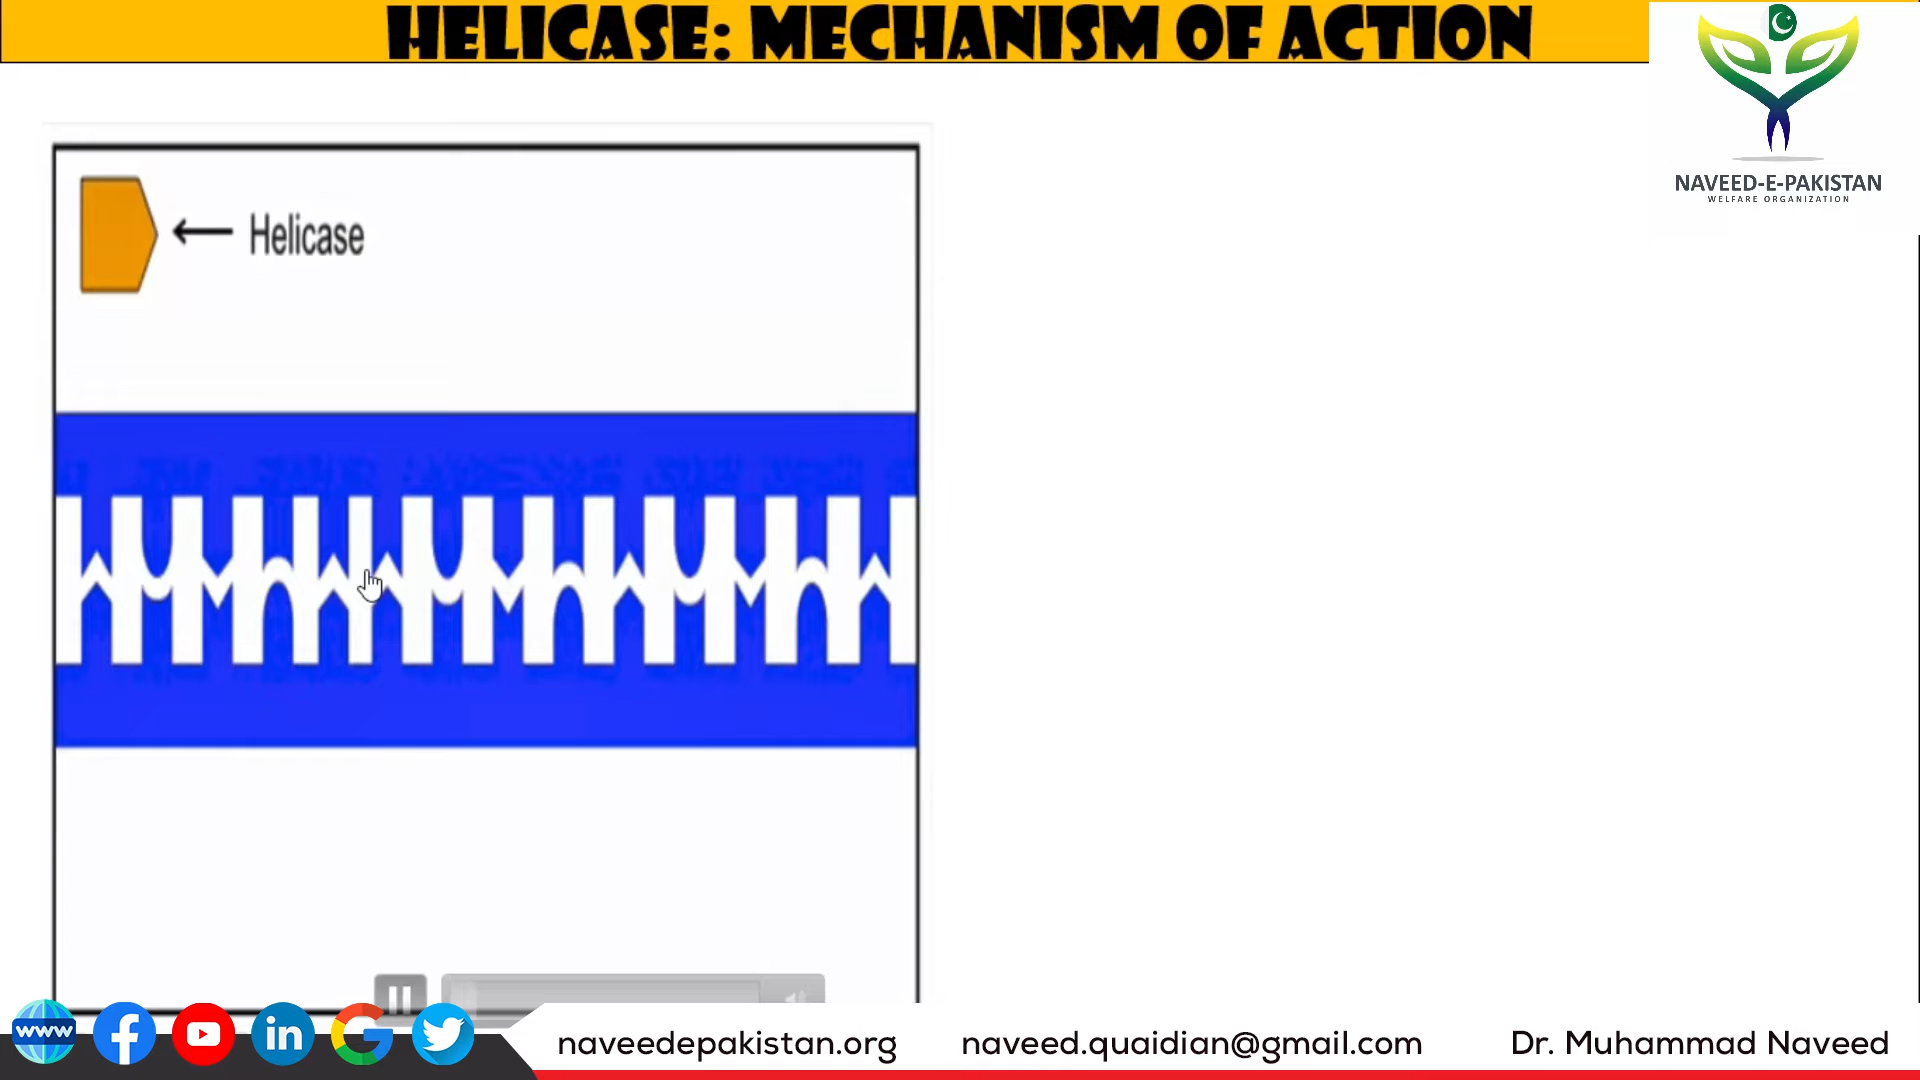 HELICASE: MECHANISM OF ACTION
NAVEED-E-PAKISTAN
WELFARE ORGANIZATION
Helicase
www
naveedepakistan.org
naveed.quaidian@gmail.com
Dr. Muhammad Naveed